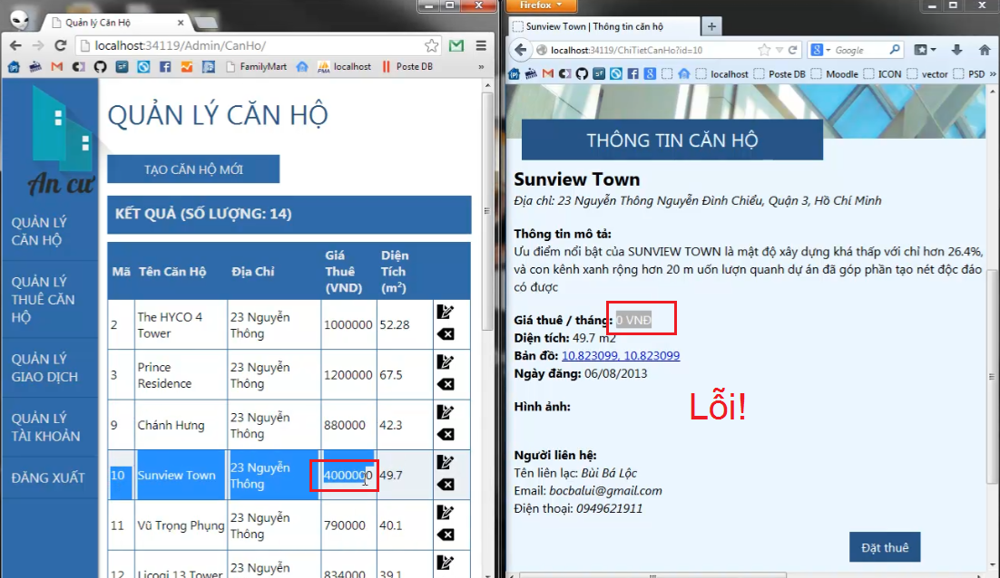 Quản lý Căn Hộ
localhost:34119/Admin/CanHo/
FamilyMart
localhost
Poste DB
»
An cư
QUẢN LÝ
CĂN HỘ
QUẢN LÝ
THUÊ CĂN
HỘ
QUẢN LÝ
GIAO DỊCH
QUẢN LÝ
TÀI KHOẢN
ĐĂNG XUẤT
QUẢN LÝ CĂN HỘ
TẠO CĂN HỘ MỚI
KẾT QUẢ (SỐ LƯỢNG: 14)
Mã Tên Căn Hộ Địa Chỉ Giá Thuê (VND) Diện Tích (m²)
2 The HYCO 4 Tower 23 Nguyễn Thông 1000000 52.28
3 Prince Residence 23 Nguyễn Thông 1200000 67.5
9 Chánh Hưng 23 Nguyễn Thông 880000 42.3
10 Sunview Town 23 Nguyễn Thông 4000000 49.7
11 Vũ Trọng Phụng 23 Nguyễn Thông 790000 40.1
12 Licogi 13 Tower 23 Nguyễn 834000 39.1
Firefox
Sunview Town | Thông tin căn hộ
localhost:34119/ChiTietCanHo?id=10
Google
localhost
Poste DB
Moodle
ICON
vector
PSD
»
THÔNG TIN CĂN HỘ
Sunview Town
Địa chỉ: 23 Nguyễn Thông Nguyễn Đình Chiểu, Quận 3, Hồ Chí Minh
Thông tin mô tả:
Ưu điểm nổi bật của SUNVIEW TOWN là mật độ xây dựng khá thấp với chỉ hơn 26.4%,
và con kênh xanh rộng hơn 20 m uốn lượn quanh dự án đã góp phần tạo nét độc đáo
có được
Giá thuê / tháng: 0 VNĐ
Diện tích: 49.7 m2
Bản đồ: 10.823099, 10.823099
Ngày đăng: 06/08/2013
Lỗi!
Hình ảnh:
Người liên hệ:
Tên liên lạc: Bùi Bá Lộc
Email: bocbalui@gmail.com
Điện thoại: 0949621911
Đặt thuê